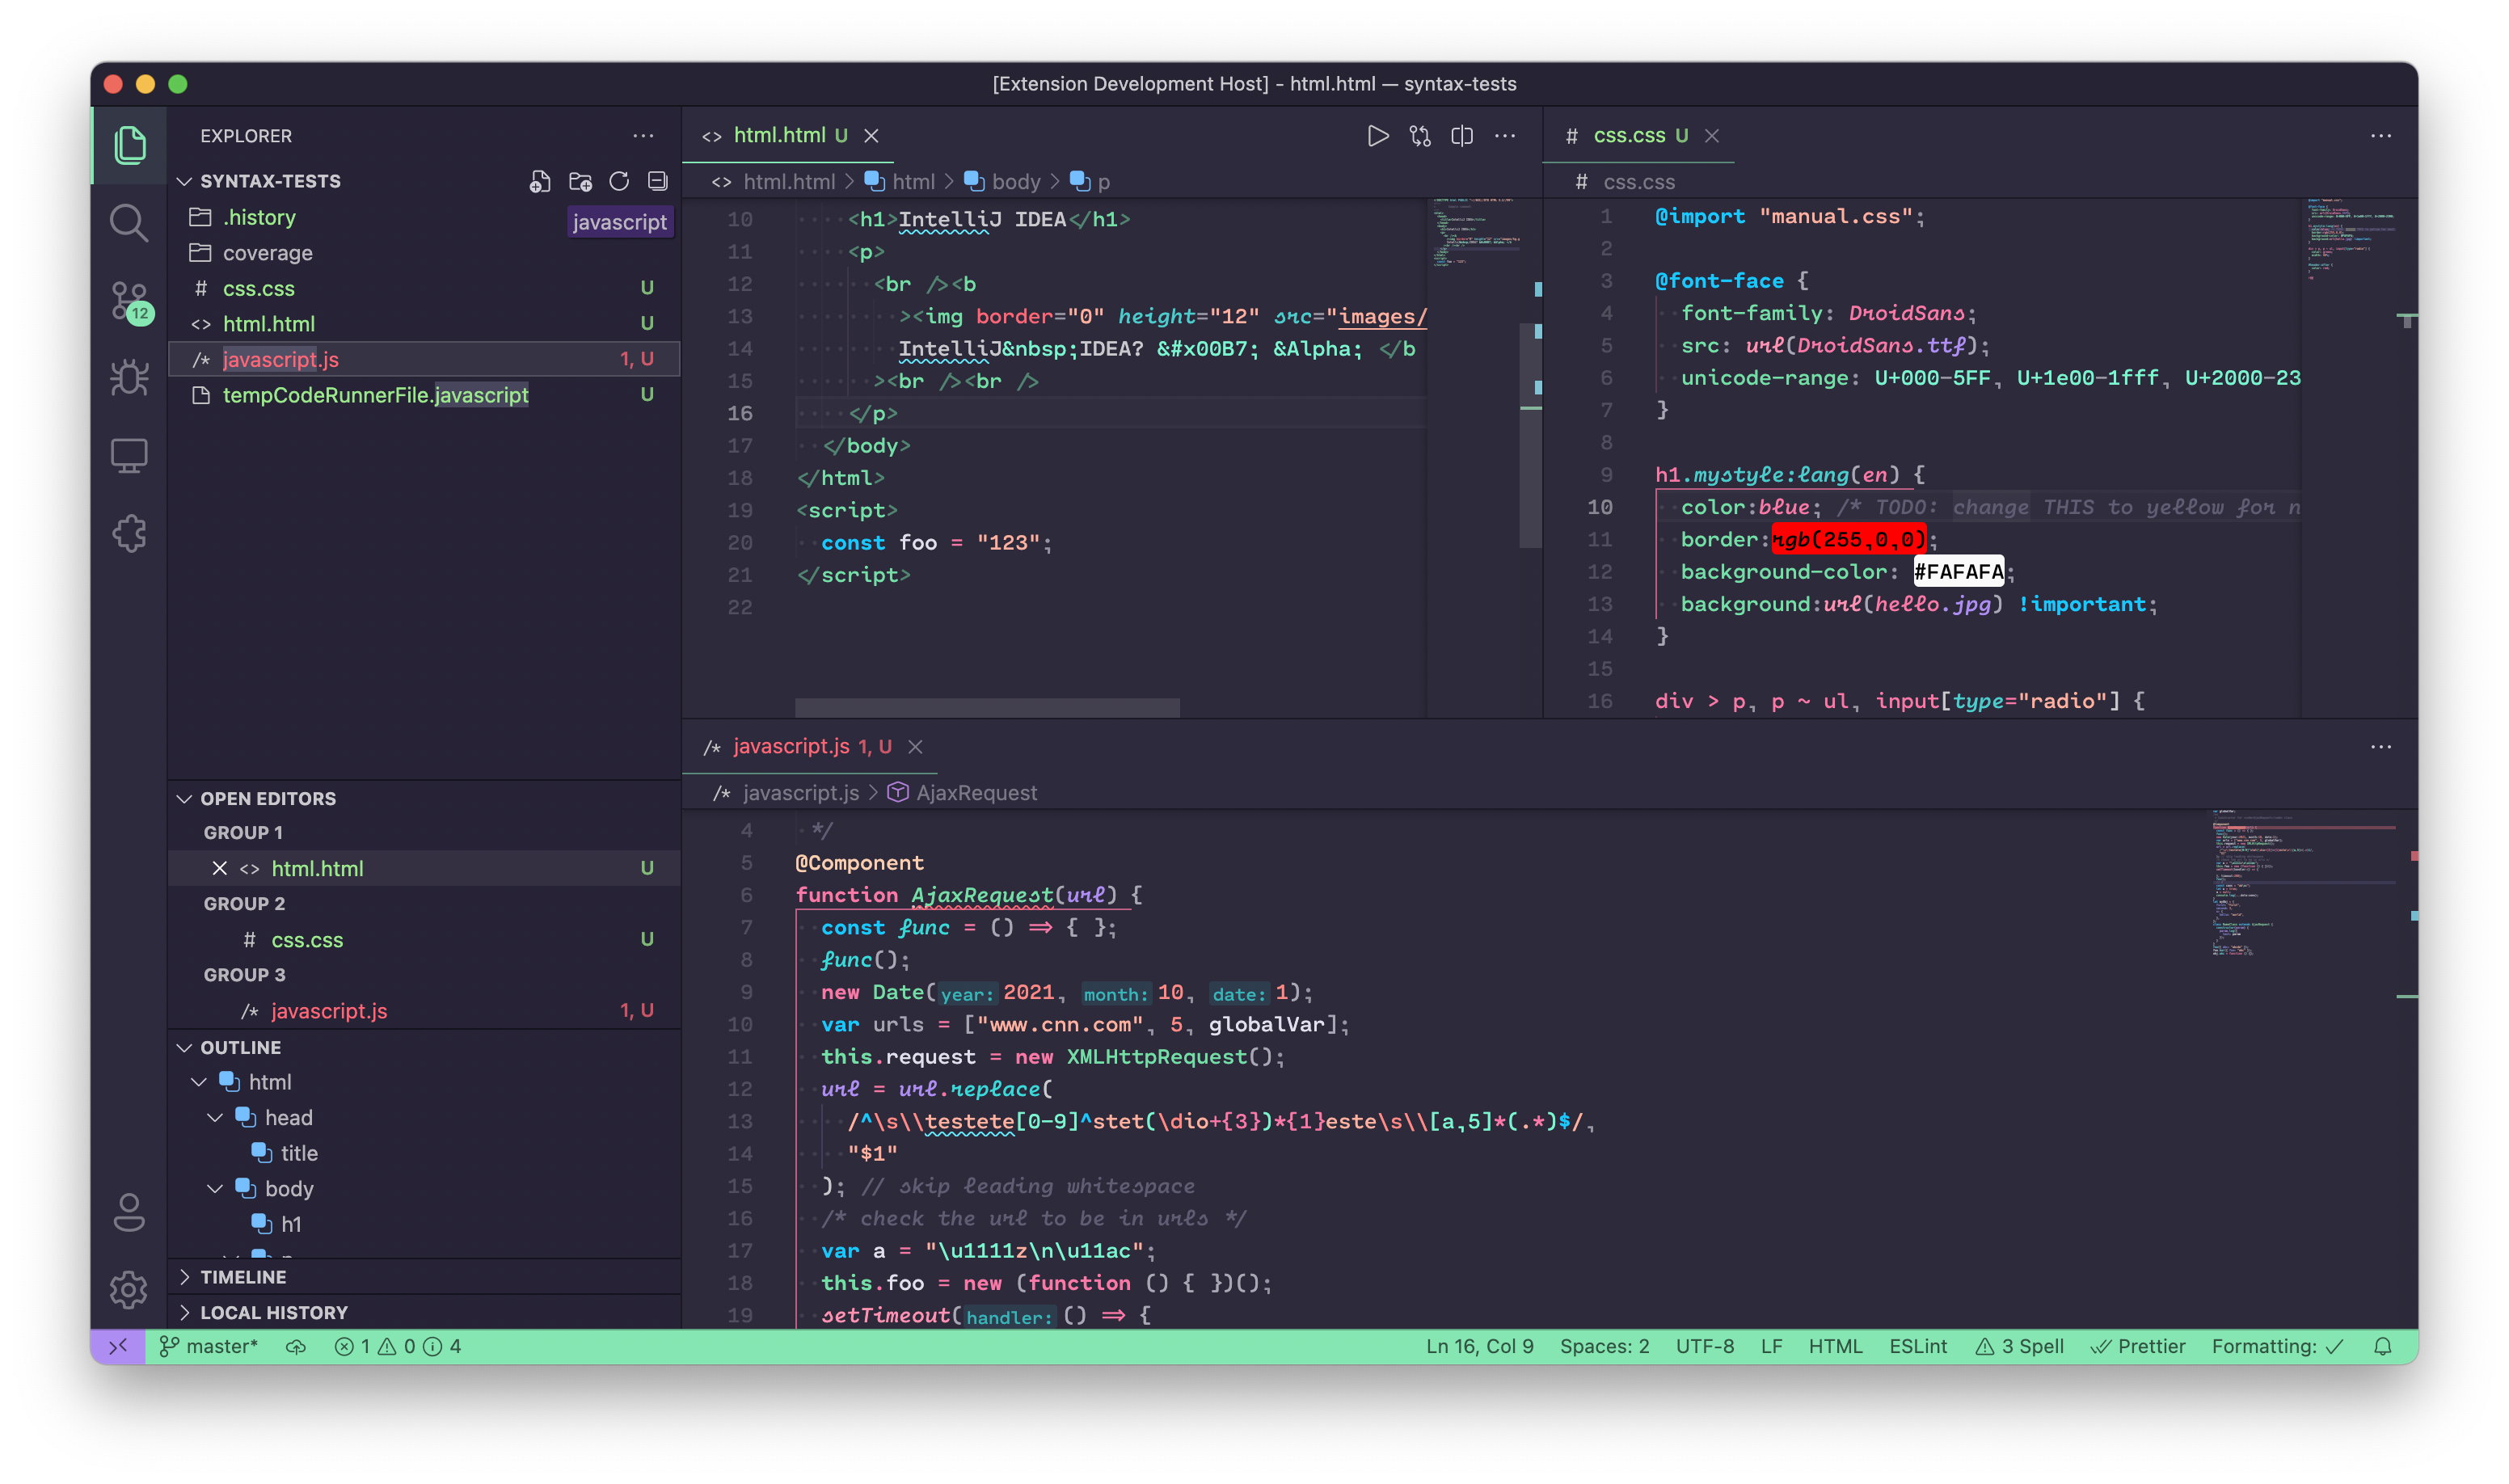 [Extension Development Host] - html.html — syntax-tests
EXPLORER
SYNTAX-TESTS
.history
javascript
coverage
# css.css U
<> html.html U
/* javascript.js 1, U
tempCodeRunnerFile.javascript U
OPEN EDITORS
GROUP 1
<> html.html U
GROUP 2
# css.css U
GROUP 3
/* javascript.js 1, U
OUTLINE
html
head
title
body
h1
TIMELINE
LOCAL HISTORY
12
<> html.html U
<> html.html > html > body > p
10 <h1>IntelliJ IDEA</h1>
11 <p>
12 <br /><b
13 ><img border="0" height="12" src="images/
14 IntelliJ&nbsp;IDEA? &#x00B7; &Alpha; </b
15 ><br /><br />
16 </p>
17 </body>
18 </html>
19 <script>
20 const foo = "123";
21 </script>
22
# css.css U
# css.css
1 @import "manual.css";
2
3 @font-face {
4 font-family: DroidSans;
5 src: url(DroidSans.ttf);
6 unicode-range: U+000-5FF, U+1e00-1fff, U+2000-23
7 }
8
9 h1.mystyle:lang(en) {
10 color:blue; /* TODO: change THIS to yellow for n
11 border:rgb(255,0,0);
12 background-color: #FAFAFA;
13 background:url(hello.jpg) !important;
14 }
15
16 div > p, p ~ ul, input[type="radio"] {
/* javascript.js 1, U
/* javascript.js > AjaxRequest
4 */
5 @Component
6 function AjaxRequest(url) {
7 const func = () => { };
8 func();
9 new Date(year: 2021, month: 10, date: 1);
10 var urls = ["www.cnn.com", 5, globalVar];
11 this.request = new XMLHttpRequest();
12 url = url.replace(
13 /^\s\\testete[0-9]^stet(\dio+{3})*{1}este\s\\[a,5]*(.*)$/,
14 "$1"
15 ); // skip leading whitespace
16 /* check the url to be in urls */
17 var a = "\u1111z\n\u11ac";
18 this.foo = new (function () { })();
19 setTimeout(handler: () => {
master* 1 0 4 Ln 16, Col 9 Spaces: 2 UTF-8 LF HTML ESLint 3 Spell Prettier Formatting: